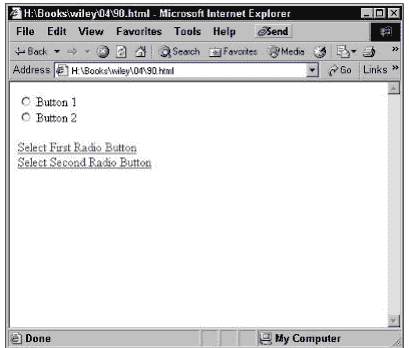 H:\Books\wiley\04\90.html - Microsoft Internet Explorer
File Edit View Favorites Tools Help Send
Back Search Favorites Media »
Address H:\Books\wiley\04\90.html Go Links »
Button 1
Button 2
Select First Radio Button
Select Second Radio Button
Done My Computer